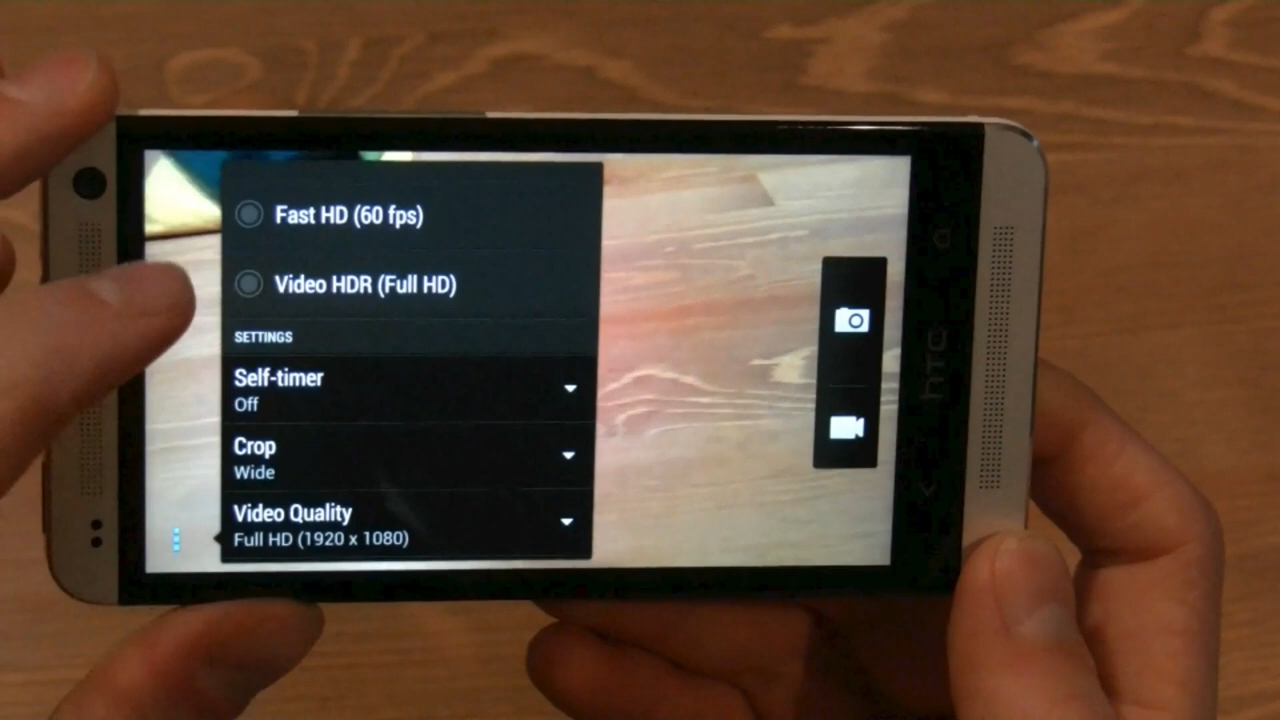 Fast HD (60 fps)
Video HDR (Full HD)
SETTINGS
Self-timer
Off
Crop
Wide
Video Quality
Full HD (1920 x 1080)
hTC